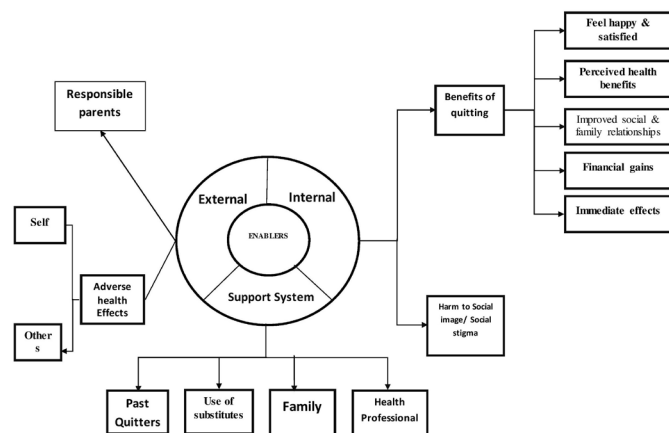 Feel happy &
satisfied
Responsible
parents
Perceived health
benefits
Benefits of
quitting
Improved social &
family relationships
External
Internal
Financial gains
Self
ENABLERS
Immediate effects
Adverse
health
Effects
Support System
Harm to Social
image/ Social
stigma
Other
s
Past
Quitters
Use of
substitutes
Family
Health
Professional